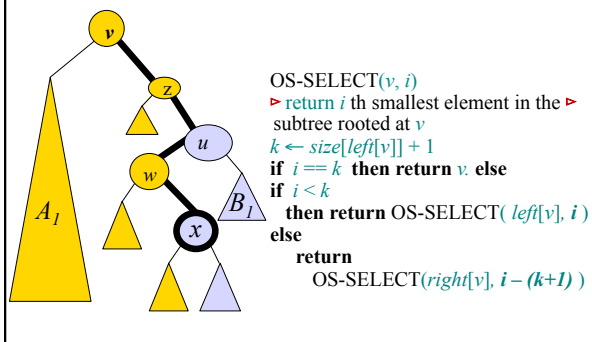 v
z
u
w
A1
B1
x
OS-SELECT(v, i)
⊳ return i th smallest element in the ⊳
subtree rooted at v
k ← size[left[v]] + 1
if i == k then return v. else
if i < k
then return OS-SELECT( left[v], i )
else
return
OS-SELECT(right[v], i – (k+1) )